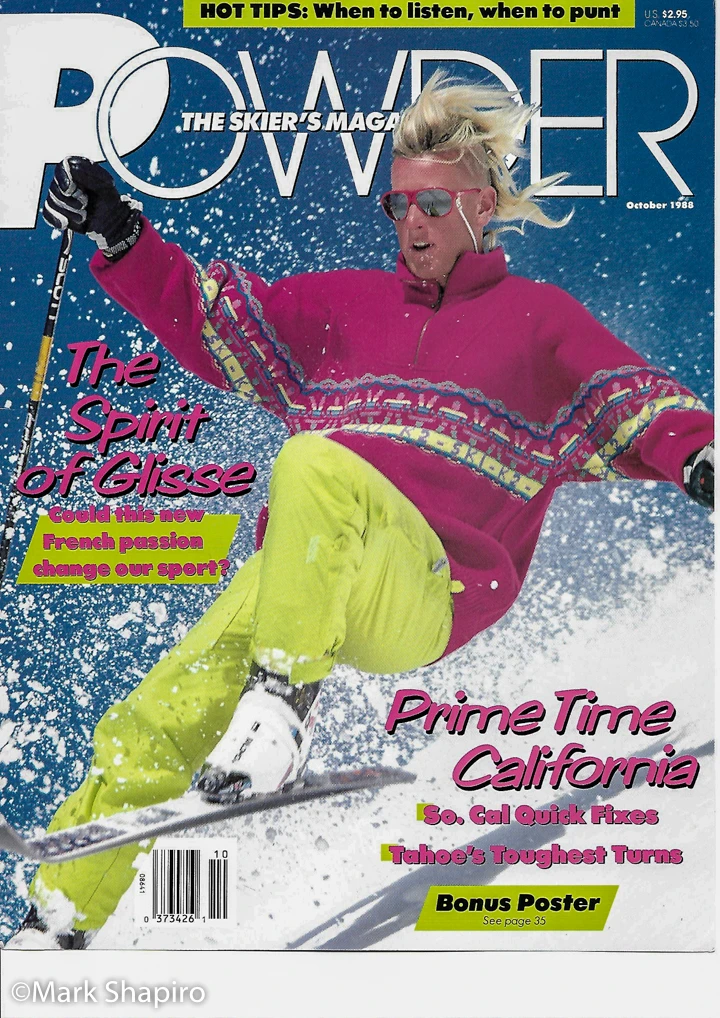 HOT TIPS: When to listen, when to punt
U.S. $2.95
CANADA $3.50
POWDER
THE SKIER'S MAGA
October 1988
SCOTT
The
Spirit
of Glisse
Could this new
French passion
change our sport?
Prime Time
California
So. Cal Quick Fixes
Tahoe's Toughest Turns
Bonus Poster
See page 35
10
08641
0 373426 1
©Mark Shapiro